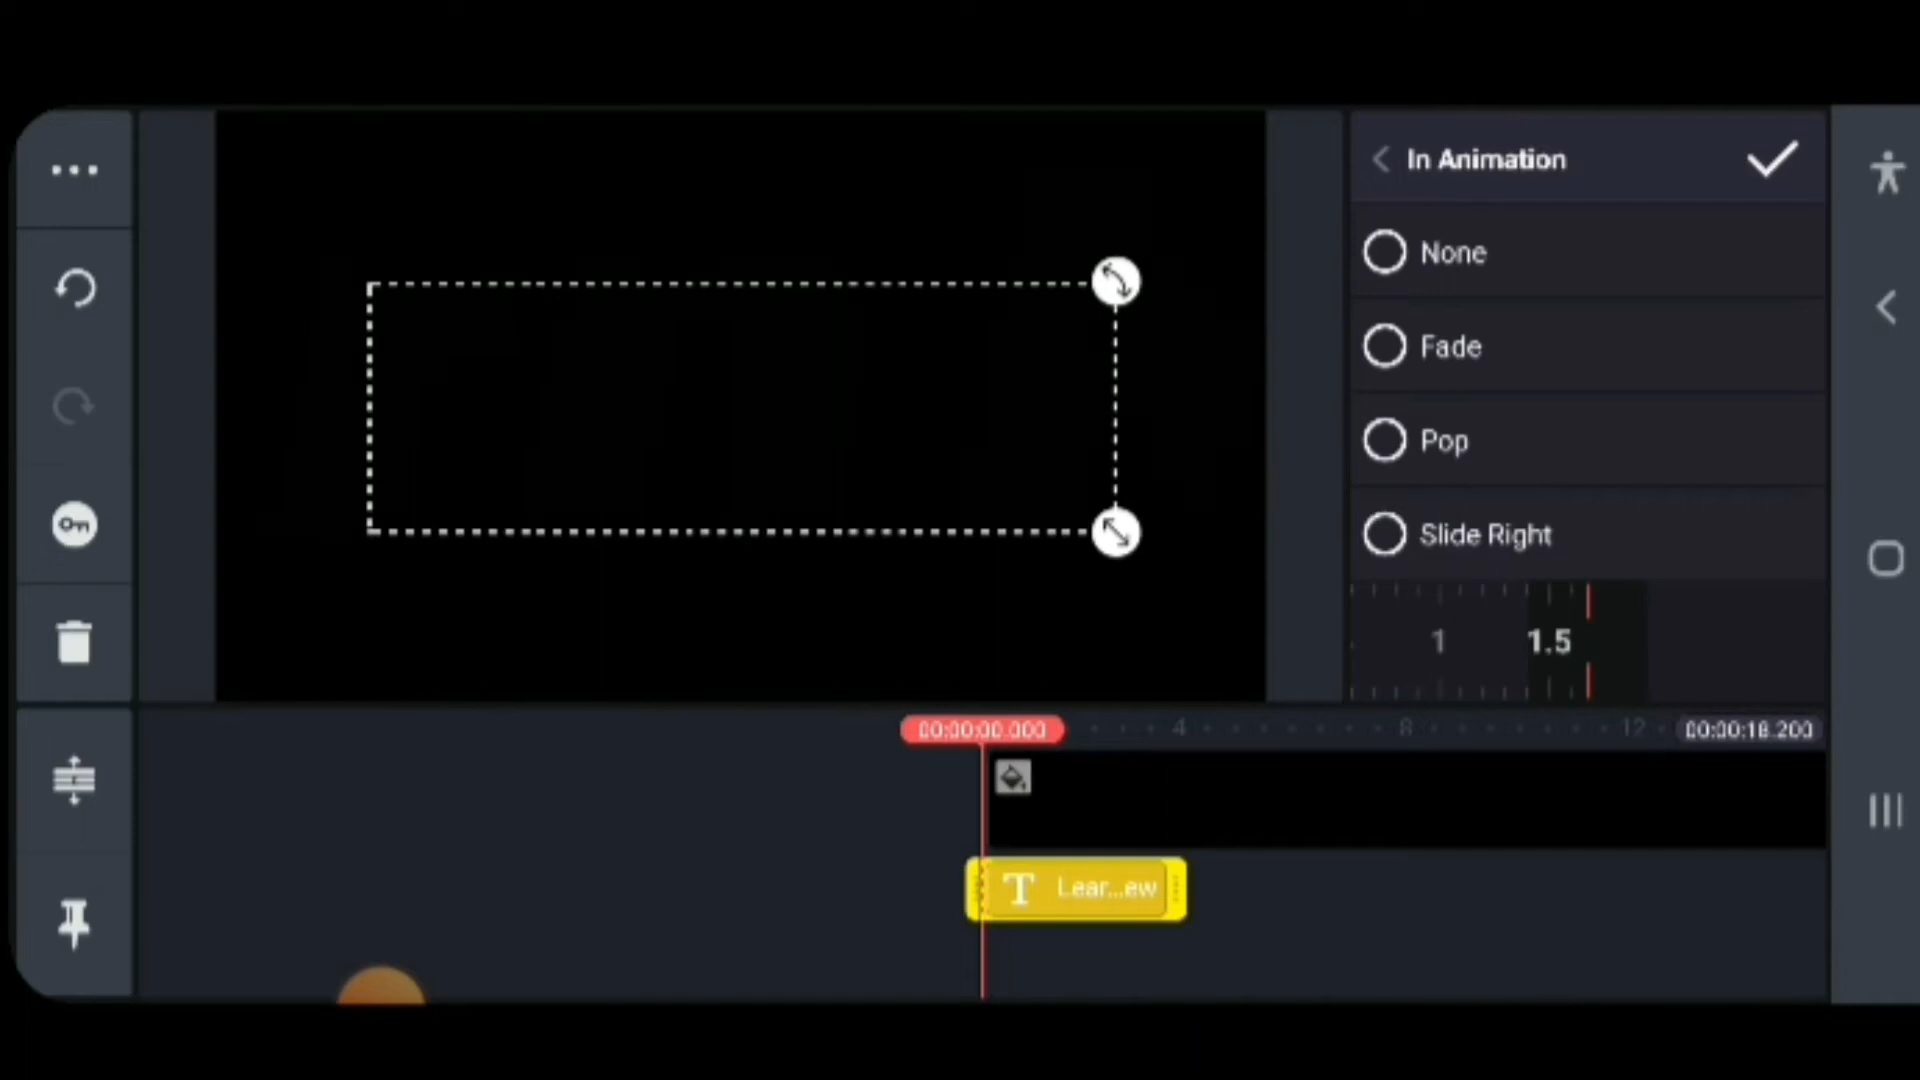 In Animation
None
Fade
Pop
Slide Right
1 1.5
00:00:00.000 4 8 12 00:00:18.200
T Lear...ew